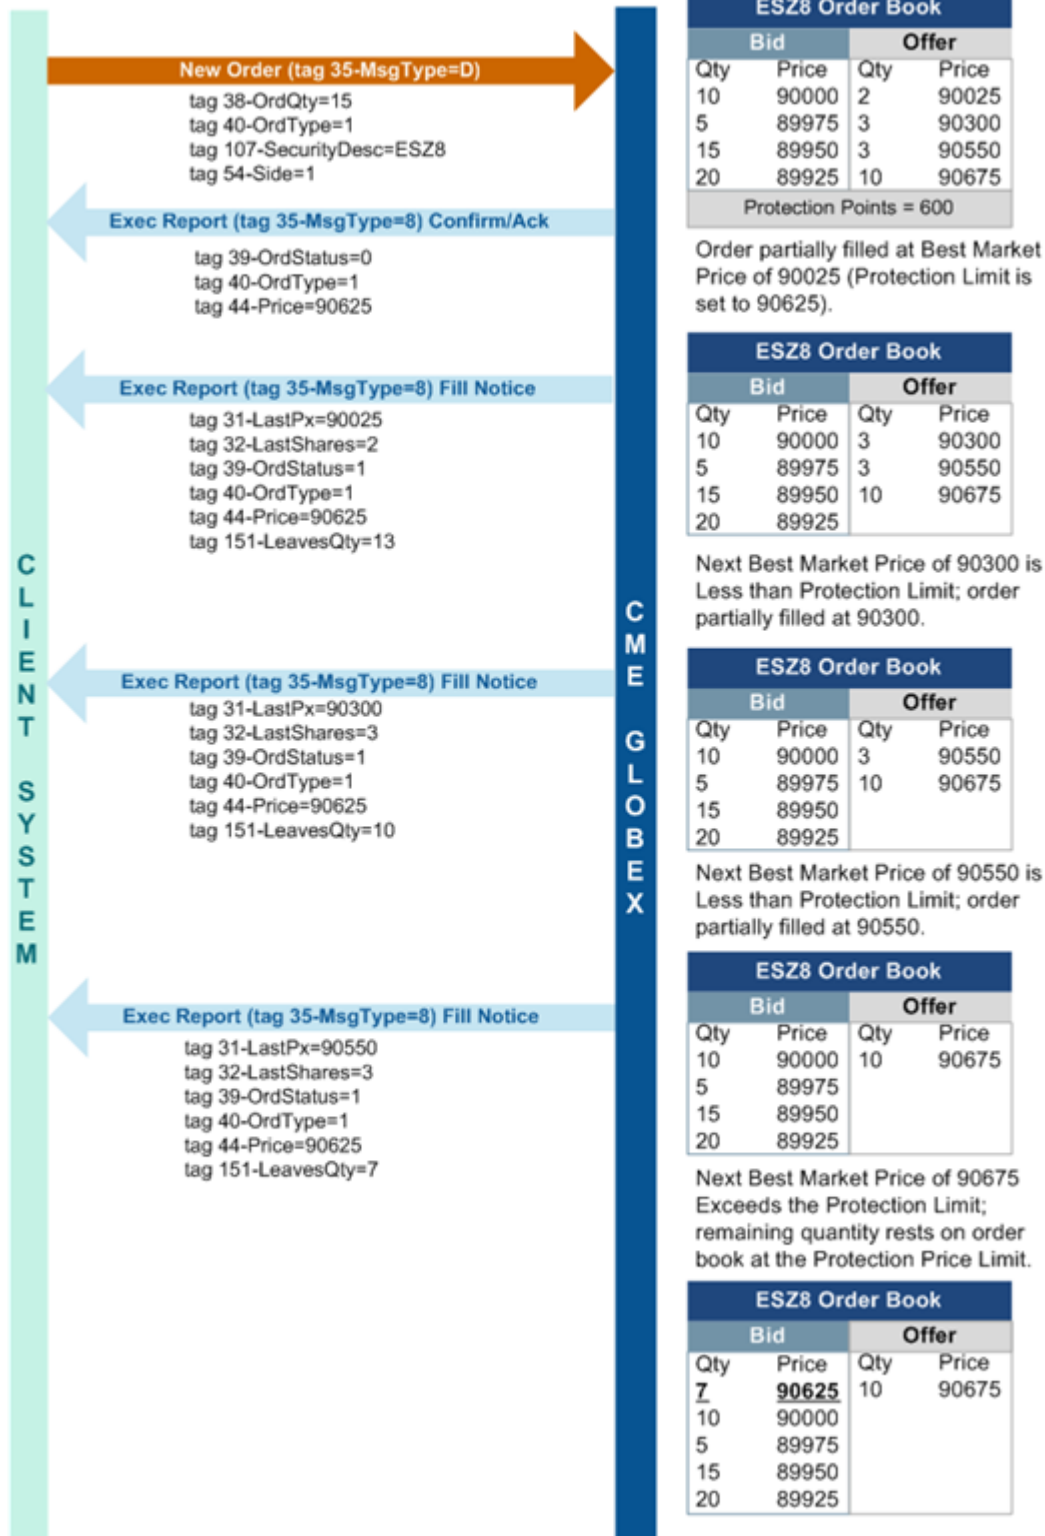 New Order (tag 35-MsgType=D)
tag 38-OrdQty=15
tag 40-OrdType=1
tag 107-SecurityDesc=ESZ8
tag 54-Side=1
Exec Report (tag 35-MsgType=8) Confirm/Ack
tag 39-OrdStatus=0
tag 40-OrdType=1
tag 44-Price=90625
Exec Report (tag 35-MsgType=8) Fill Notice
tag 31-LastPx=90025
tag 32-LastShares=2
tag 39-OrdStatus=1
tag 40-OrdType=1
tag 44-Price=90625
tag 151-LeavesQty=13
Exec Report (tag 35-MsgType=8) Fill Notice
tag 31-LastPx=90300
tag 32-LastShares=3
tag 39-OrdStatus=1
tag 40-OrdType=1
tag 44-Price=90625
tag 151-LeavesQty=10
Exec Report (tag 35-MsgType=8) Fill Notice
tag 31-LastPx=90550
tag 32-LastShares=3
tag 39-OrdStatus=1
tag 40-OrdType=1
tag 44-Price=90625
tag 151-LeavesQty=7
CLIENT SYSTEM
CME GLOBEX
ESZ8 Order Book
Bid Offer
Qty Price Qty Price
10 90000 2 90025
5 89975 3 90300
15 89950 3 90550
20 89925 10 90675
Protection Points = 600
Order partially filled at Best Market
Price of 90025 (Protection Limit is
set to 90625).
ESZ8 Order Book
Bid Offer
Qty Price Qty Price
10 90000 3 90300
5 89975 3 90550
15 89950 10 90675
20 89925
Next Best Market Price of 90300 is
Less than Protection Limit; order
partially filled at 90300.
ESZ8 Order Book
Bid Offer
Qty Price Qty Price
10 90000 3 90550
5 89975 10 90675
15 89950
20 89925
Next Best Market Price of 90550 is
Less than Protection Limit; order
partially filled at 90550.
ESZ8 Order Book
Bid Offer
Qty Price Qty Price
10 90000 10 90675
5 89975
15 89950
20 89925
Next Best Market Price of 90675
Exceeds the Protection Limit;
remaining quantity rests on order
book at the Protection Price Limit.
ESZ8 Order Book
Bid Offer
Qty Price Qty Price
7 90625 10 90675
10 90000
5 89975
15 89950
20 89925